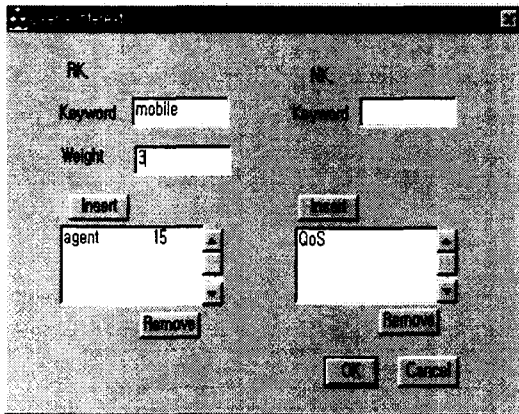 RK.
NK.
Keyword mobile
Keyword
Weight 3
Insert
Insert
agent 15
QoS
Remove
Remove
OK
Cancel